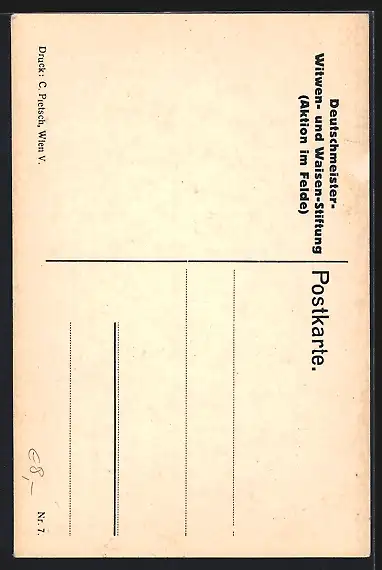 Deutschmeister-
Witwen- und Waisen-Stiftung
(Aktion im Felde)
Postkarte.
Druck: C. Pietsch, Wien V.
Nr. 7.
€8,–